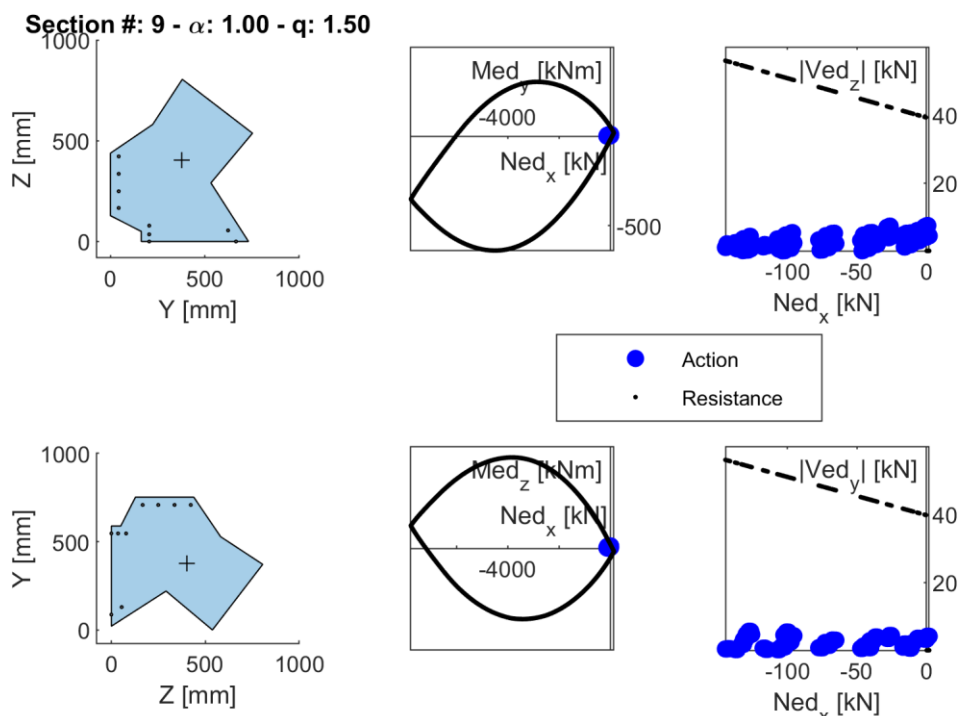 Section #: 9 - α: 1.00 - q: 1.50
1000
500
0
Z [mm]
0
500
1000
Y [mm]
Med_y [kNm]
-4000
Ned_x [kN]
-500
|Ved_z| [kN]
40
20
-100
-50
0
Ned_x [kN]
Action
Resistance
1000
500
0
Y [mm]
0
500
1000
Z [mm]
Med_z [kNm]
Ned_x [kN]
-4000
|Ved_y| [kN]
40
20
-100
-50
0
Ned_x [kN]